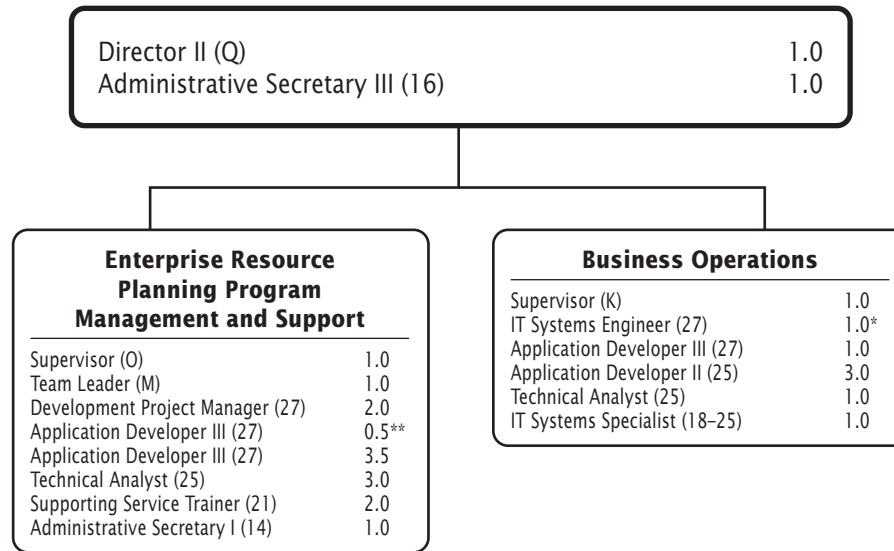 Director II (Q) 1.0
Administrative Secretary III (16) 1.0
Enterprise Resource
Planning Program
Management and Support
Supervisor (O) 1.0
Team Leader (M) 1.0
Development Project Manager (27) 2.0
Application Developer III (27) 0.5**
Application Developer III (27) 3.5
Technical Analyst (25) 3.0
Supporting Service Trainer (21) 2.0
Administrative Secretary I (14) 1.0
Business Operations
Supervisor (K) 1.0
IT Systems Engineer (27) 1.0*
Application Developer III (27) 1.0
Application Developer II (25) 3.0
Technical Analyst (25) 1.0
IT Systems Specialist (18–25) 1.0